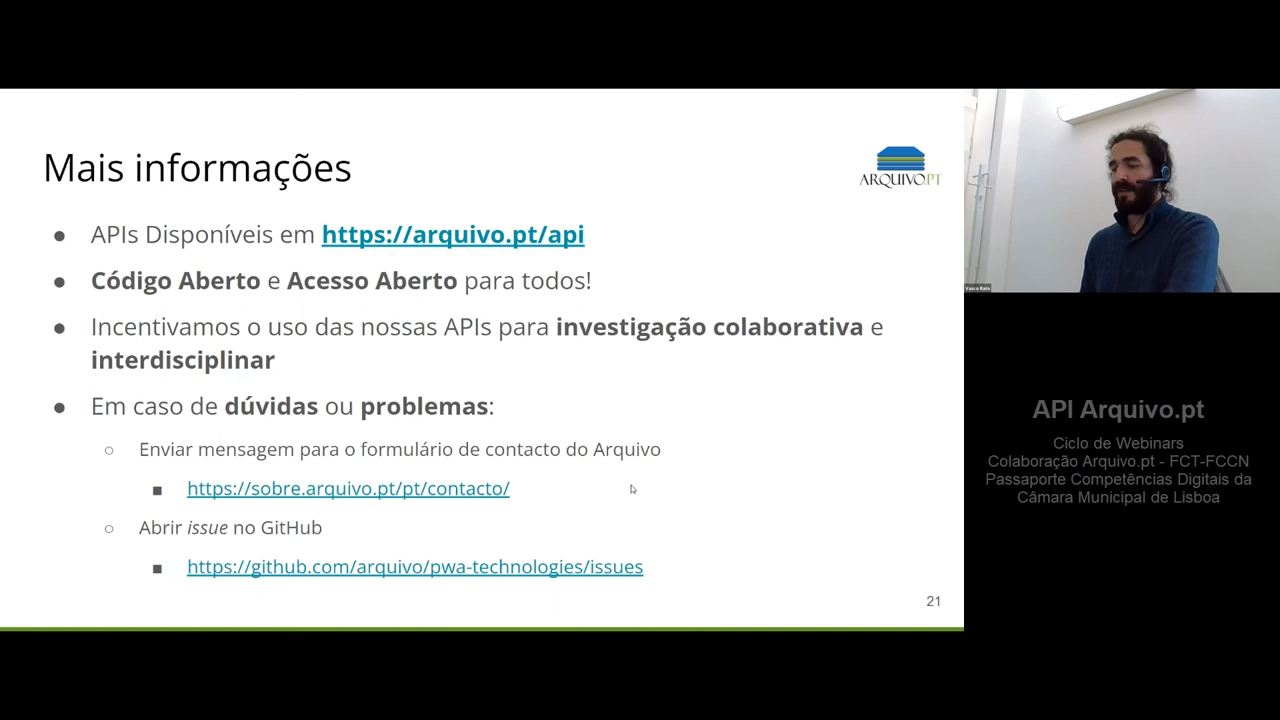 Mais informações
ARQUIVO.PT
● APIs Disponíveis em https://arquivo.pt/api
● Código Aberto e Acesso Aberto para todos!
● Incentivamos o uso das nossas APIs para investigação colaborativa e
interdisciplinar
● Em caso de dúvidas ou problemas:
○ Enviar mensagem para o formulário de contacto do Arquivo
■ https://sobre.arquivo.pt/pt/contacto/
○ Abrir issue no GitHub
■ https://github.com/arquivo/pwa-technologies/issues
21
Vasco Rato
API Arquivo.pt
Ciclo de Webinars
Colaboração Arquivo.pt - FCT-FCCN
Passaporte Competências Digitais da
Câmara Municipal de Lisboa